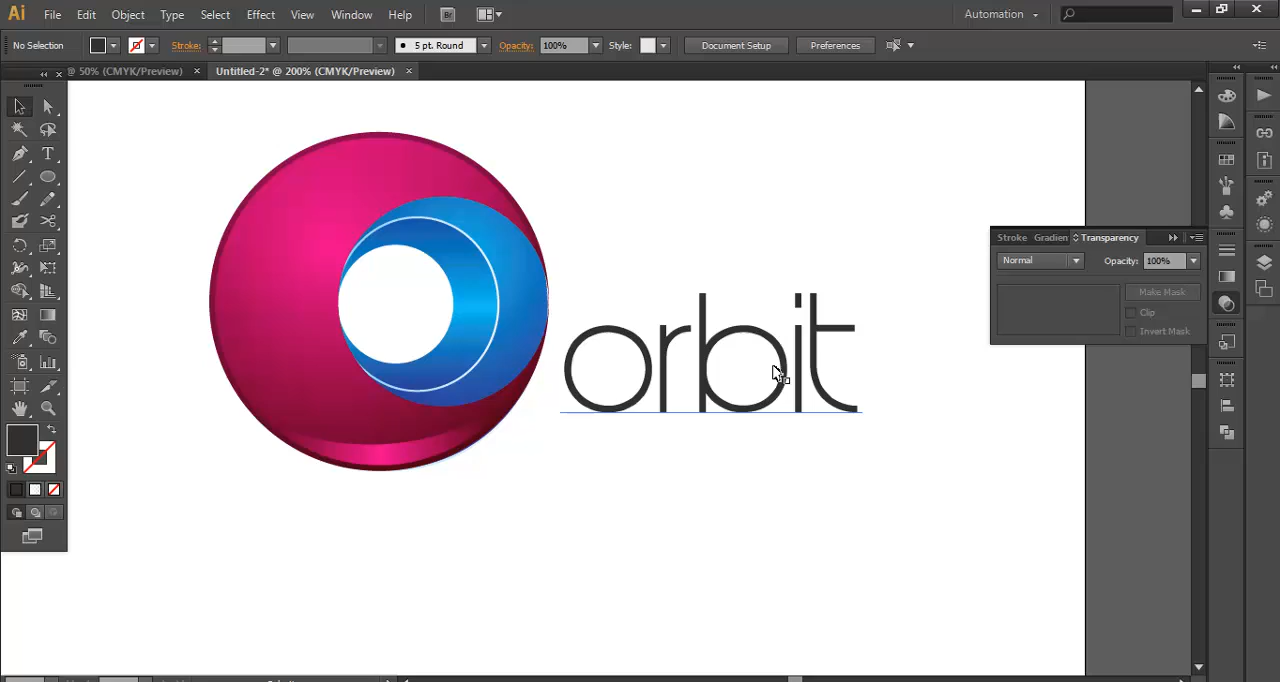 Ai File Edit Object Type Select Effect View Window Help Br Automation
No Selection Stroke: 5 pt. Round Opacity: 100% Style: Document Setup Preferences
@ 50% (CMYK/Preview) × Untitled-2* @ 200% (CMYK/Preview) ×
Stroke Gradien Transparency
Normal Opacity: 100%
Make Mask
Clip
Invert Mask
orbit